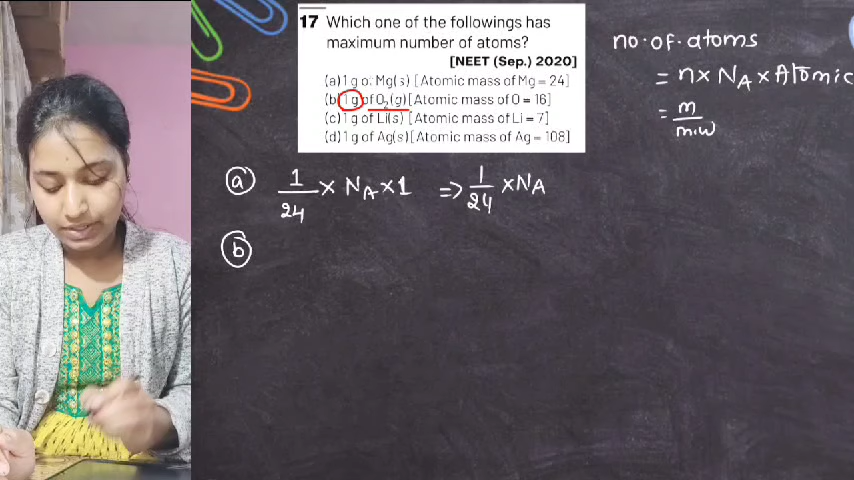 17 Which one of the followings has
maximum number of atoms?
[NEET (Sep.) 2020]
(a) 1 g of Mg(s) [Atomic mass of Mg = 24]
(b) 1 g of O₂(g) [Atomic mass of O = 16]
(c) 1 g of Li(s) [Atomic mass of Li = 7]
(d) 1 g of Ag(s) [Atomic mass of Ag = 108]
no·of·atoms
= n × NA × Atomic
= m/m·w
(a) 1/24 × NA × 1 ⇒ 1/24 × NA
(b)